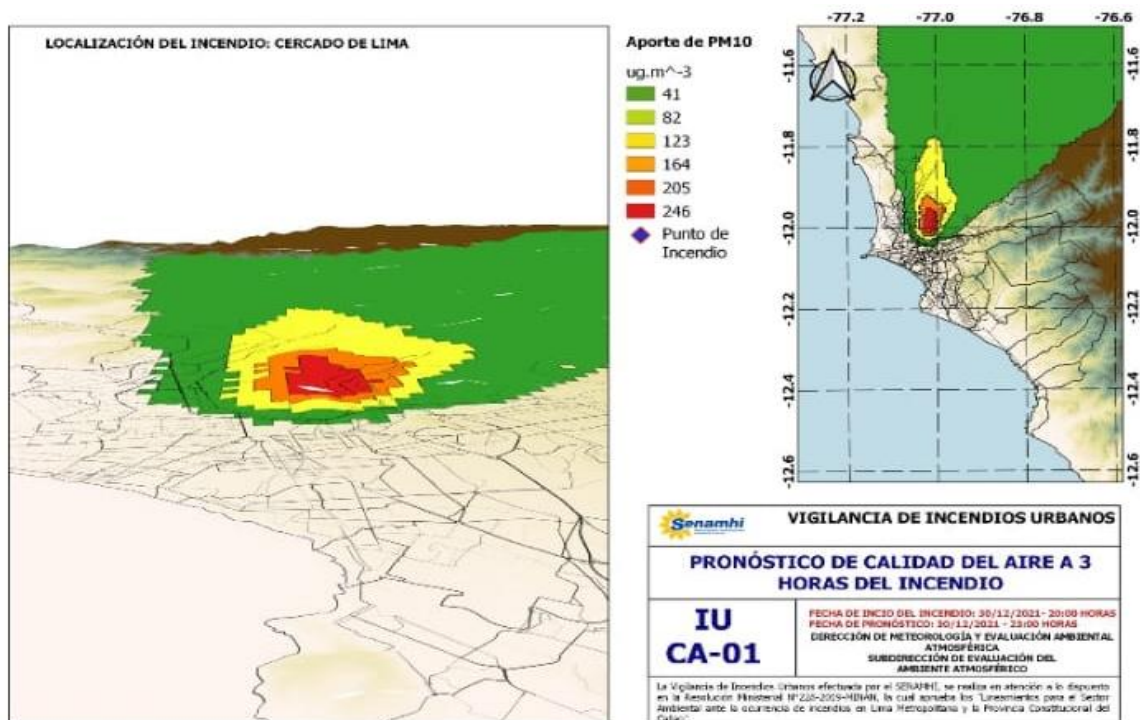 LOCALIZACIÓN DEL INCENDIO: CERCADO DE LIMA
Aporte de PM10
ug.m^-3
41
82
123
164
205
246
Punto de
Incendio
-77.2 -77.0 -76.8 -76.6
-11.6 -11.6
-11.8 -11.8
-12.0 -12.0
-12.2 -12.2
-12.4 -12.4
-12.6 -12.6
Senamhi
VIGILANCIA DE INCENDIOS URBANOS
PRONÓSTICO DE CALIDAD DEL AIRE A 3
HORAS DEL INCENDIO
IU
CA-01
FECHA DE INCIO DEL INCENDIO: 30/12/2021- 20:00 HORAS
FECHA DE PRONÓSTICO: 30/12/2021 - 23:00 HORAS
DIRECCIÓN DE METEOROLOGÍA Y EVALUACIÓN AMBIENTAL
ATMOSFÉRICA
SUBDIRECCIÓN DE EVALUACIÓN DEL
AMBIENTE ATMOSFÉRICO
La Vigilancia de Incendios Urbanos efectuada por el SENAMHI, se realiza en atención a lo dispuesto
en la Resolución Ministerial N°228-2019-MINAM, la cual aprueba los "Lineamientos para el Sector
Ambiental ante la ocurrencia de incendios en Lima Metropolitana y la Provincia Constitucional del
Callao"